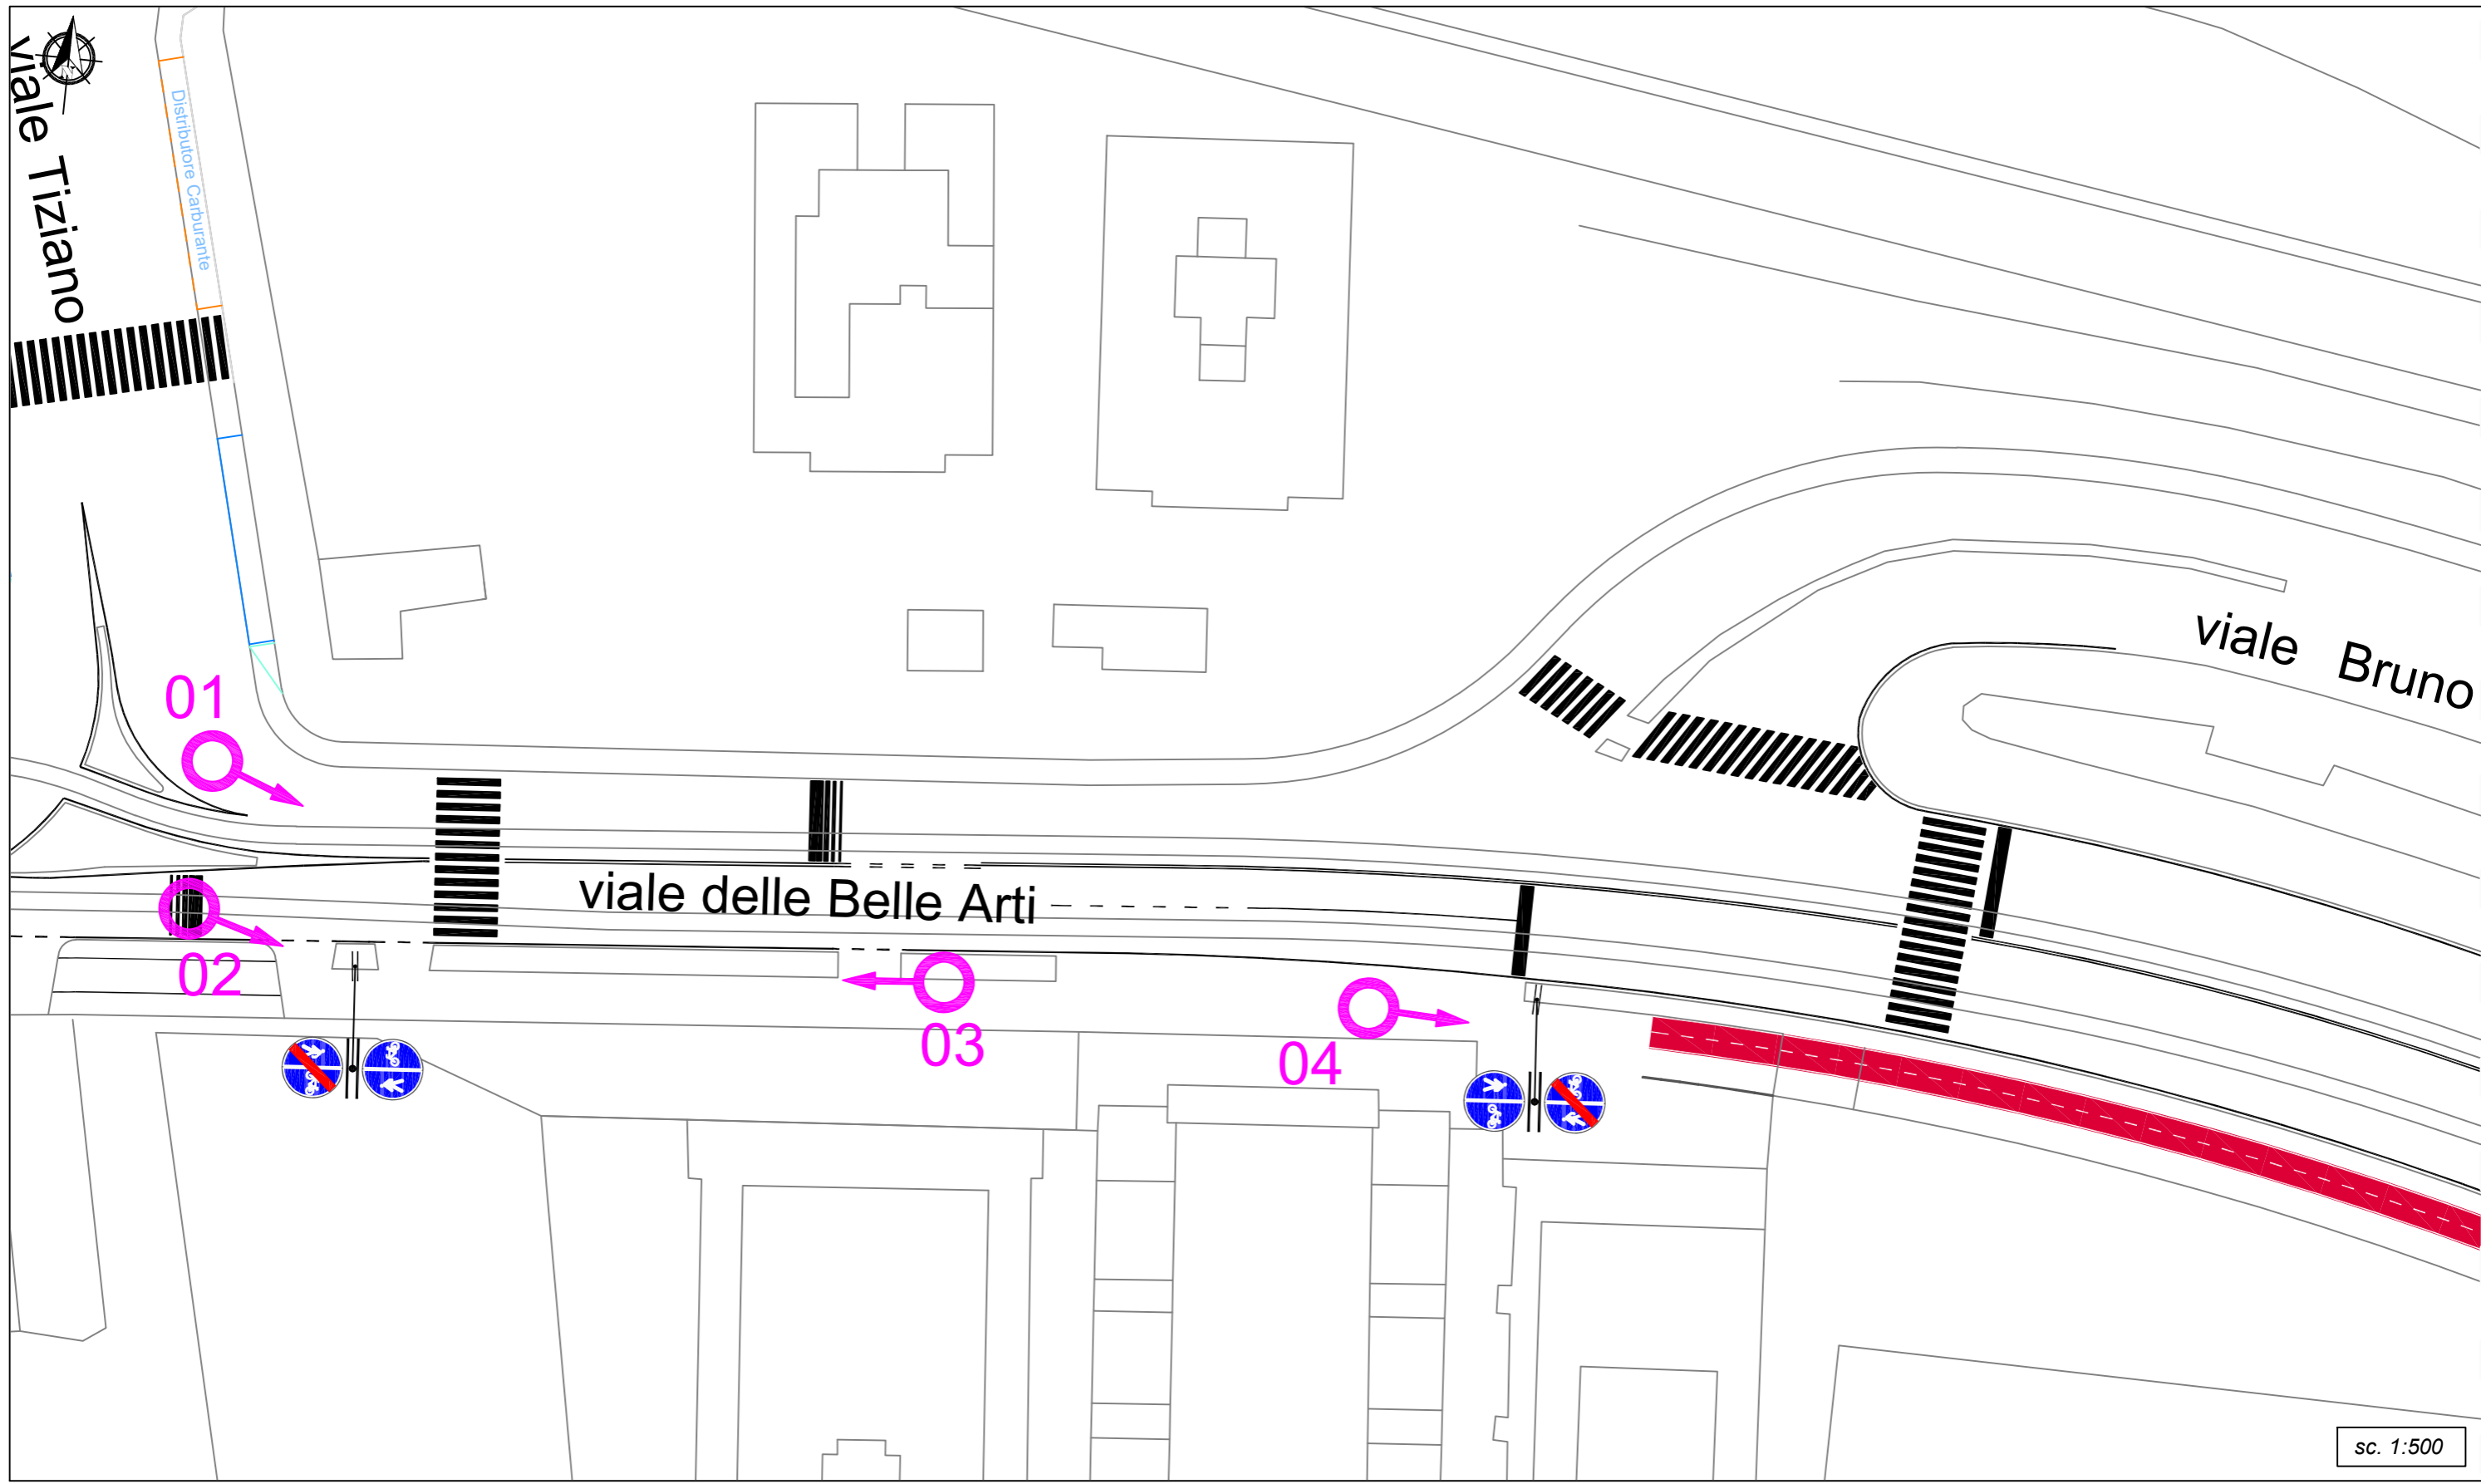 viale Tiziano
N
Distributore Carburante
viale Bruno
01
viale delle Belle Arti
02
03
04
sc. 1:500